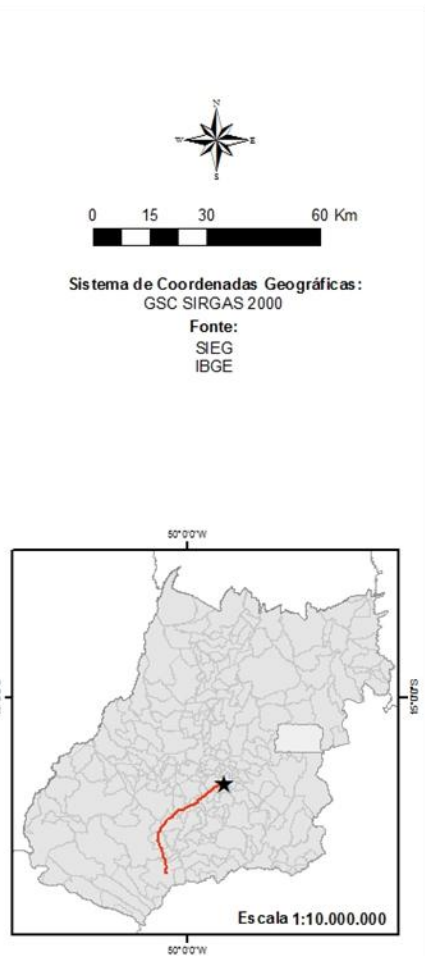 N
W E
S
0 15 30 60 Km
Sistema de Coordenadas Geográficas:
GSC SIRGAS 2000
Fonte:
SIEG
IBGE
50°0'0"W
15°0'0"S
Escala 1:10.000.000
50°0'0"W